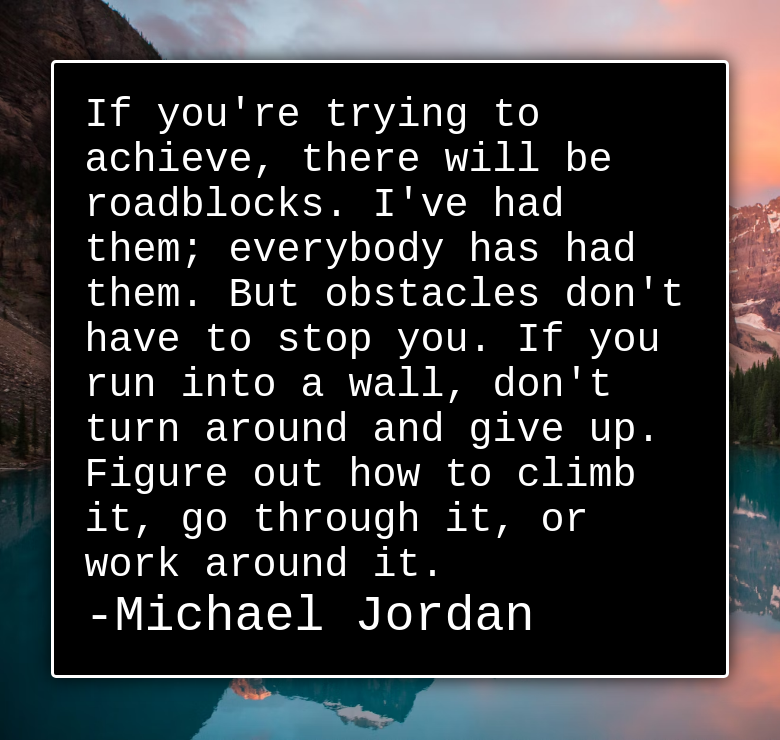 If you're trying to
achieve, there will be
roadblocks. I've had
them; everybody has had
them. But obstacles don't
have to stop you. If you
run into a wall, don't
turn around and give up.
Figure out how to climb
it, go through it, or
work around it.
-Michael Jordan